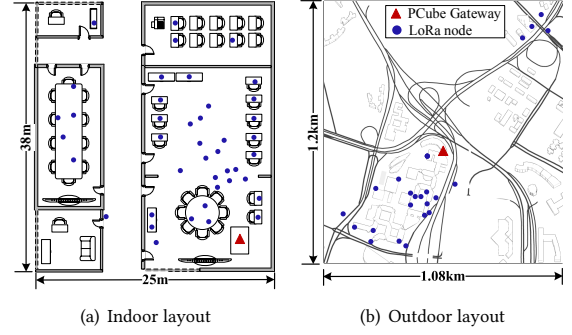 PCube Gateway
LoRa node
38m
25m
1.2km
1.08km
(a) Indoor layout
(b) Outdoor layout